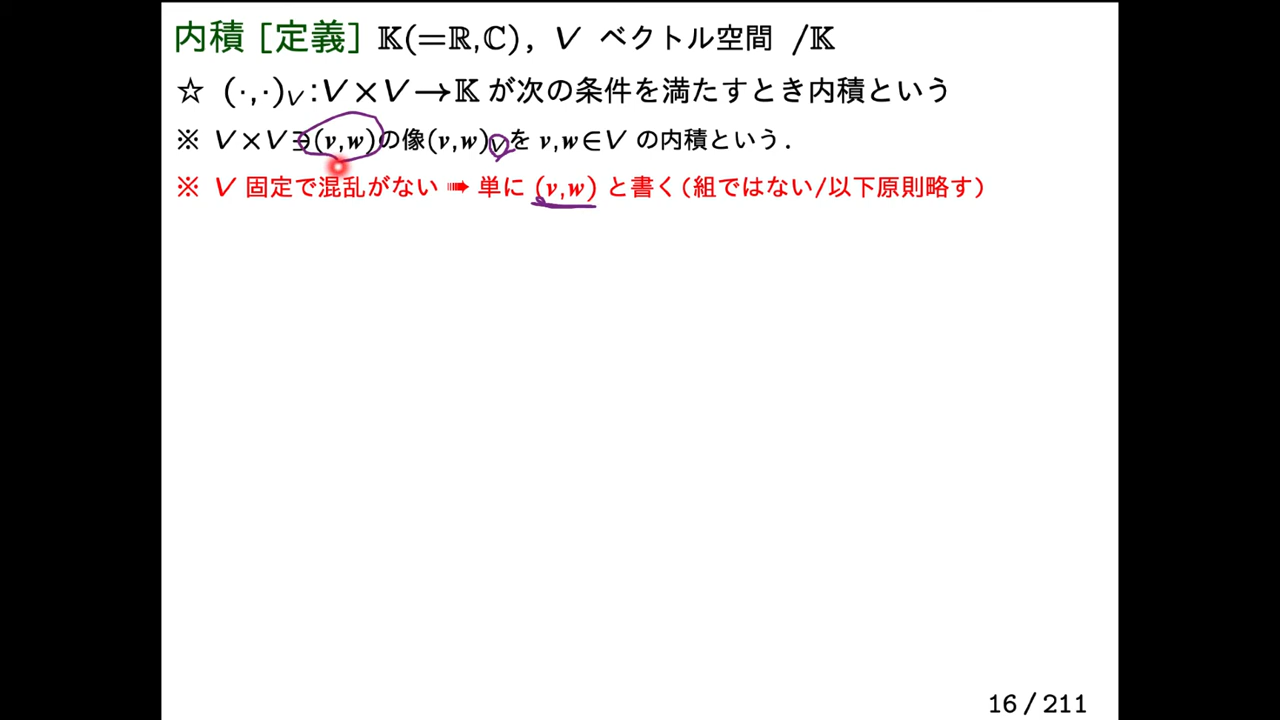 内積 [定義] 𝕂(=ℝ,ℂ), V ベクトル空間 /𝕂
☆ (·,·)V:V×V→𝕂 が次の条件を満たすとき内積という
※ V×V∋(v,w)の像(v,w)Vを v,w∈V の内積という.
※ V 固定で混乱がない ➠ 単に (v,w) と書く(組ではない/以下原則略す)
16/211